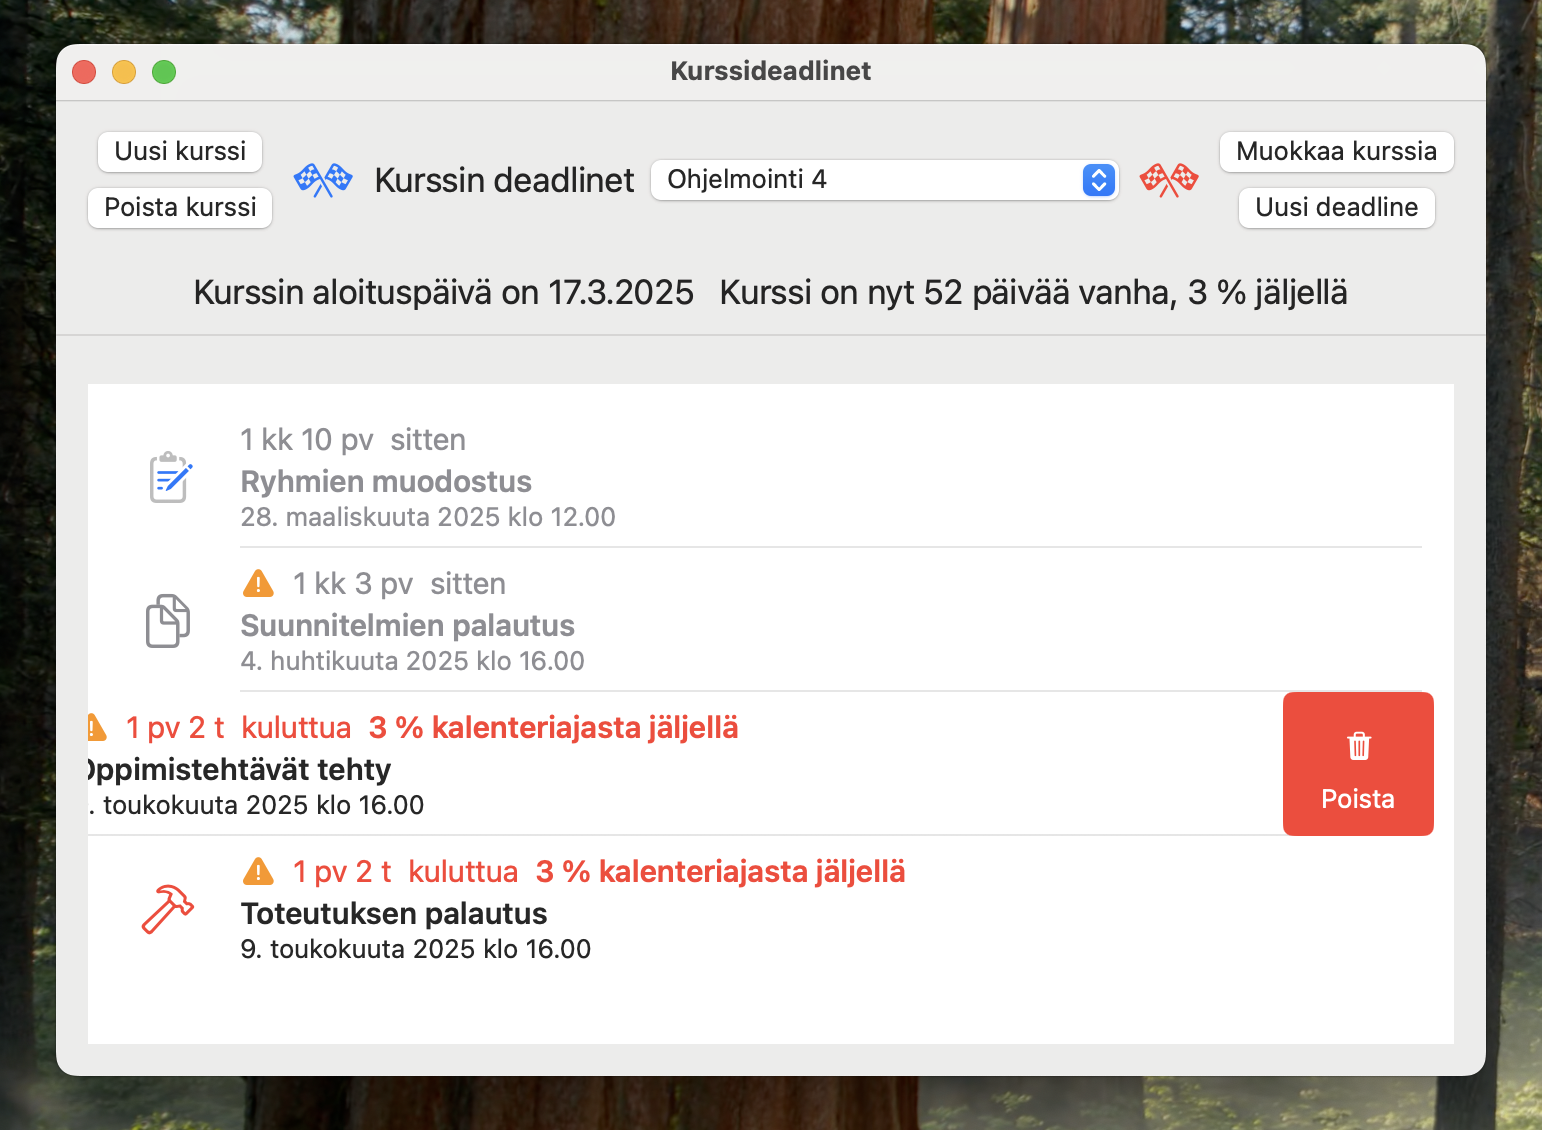 Kurssideadlinet
Uusi kurssi
Poista kurssi
Kurssin deadlinet
Ohjelmointi 4
Muokkaa kurssia
Uusi deadline
Kurssin aloituspäivä on 17.3.2025 Kurssi on nyt 52 päivää vanha, 3 % jäljellä
1 kk 10 pv sitten
Ryhmien muodostus
28. maaliskuuta 2025 klo 12.00
1 kk 3 pv sitten
Suunnitelmien palautus
4. huhtikuuta 2025 klo 16.00
1 pv 2 t kuluttua 3 % kalenteriajasta jäljellä
Oppimistehtävät tehty
. toukokuuta 2025 klo 16.00
Poista
1 pv 2 t kuluttua 3 % kalenteriajasta jäljellä
Toteutuksen palautus
9. toukokuuta 2025 klo 16.00